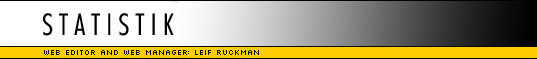 STATISTIK
WEB EDITOR AND WEB MANAGER: LEIF RUCKMAN